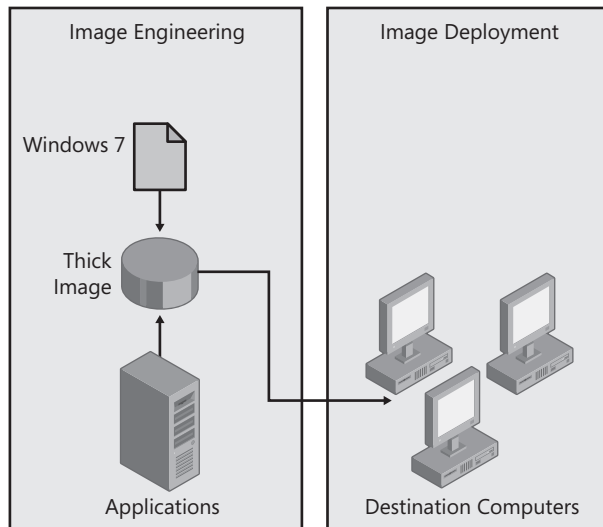 Image Engineering
Windows 7
Thick
Image
Applications
Image Deployment
Destination Computers